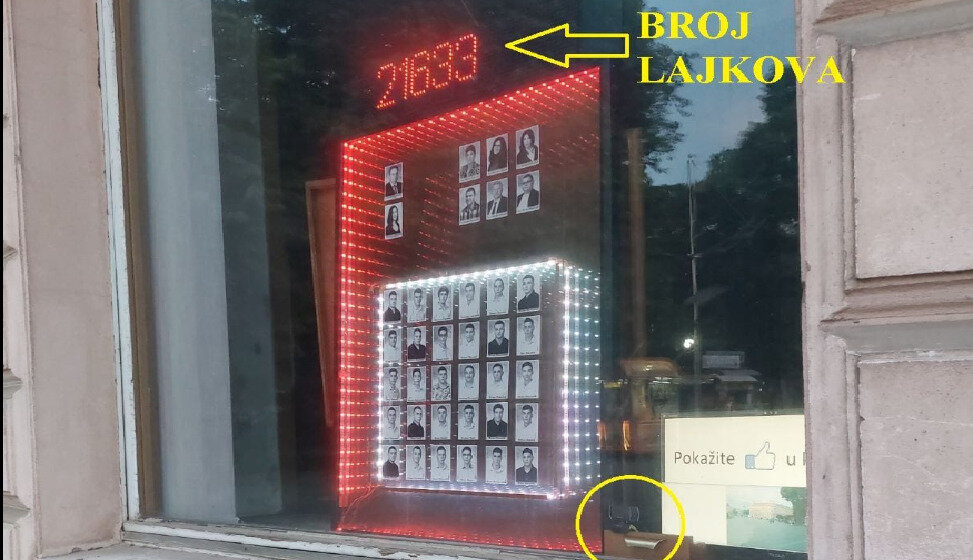 BROJ
LAJKOVA
21633
Pokažite
u